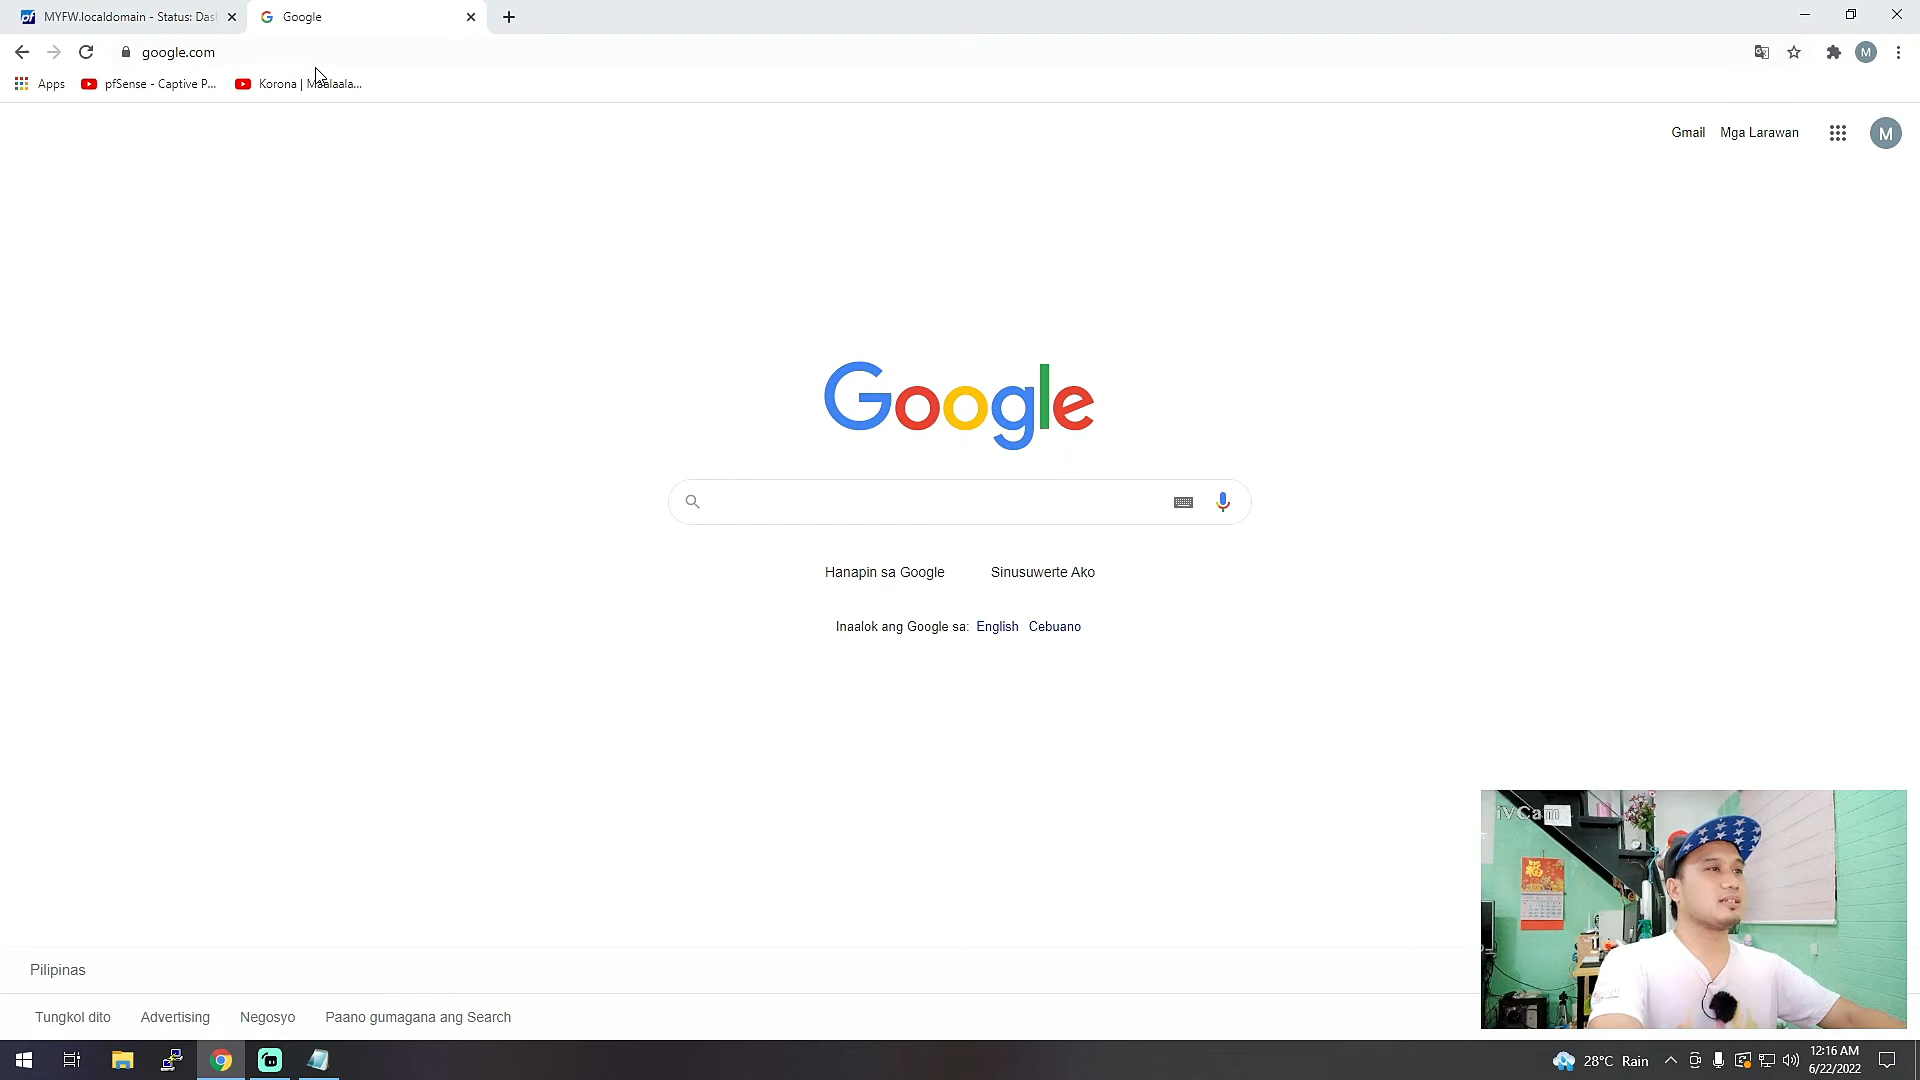 MYFW.localdomain - Status: Das
Google
google.com
Apps
pfSense - Captive P...
Korona | Maalaala...
Gmail
Mga Larawan
M
Google
Hanapin sa Google
Sinusuwerte Ako
Inaalok ang Google sa: English Cebuano
iVCam
福
Pilipinas
Tungkol dito
Advertising
Negosyo
Paano gumagana ang Search
28°C Rain
12:16 AM
6/22/2022